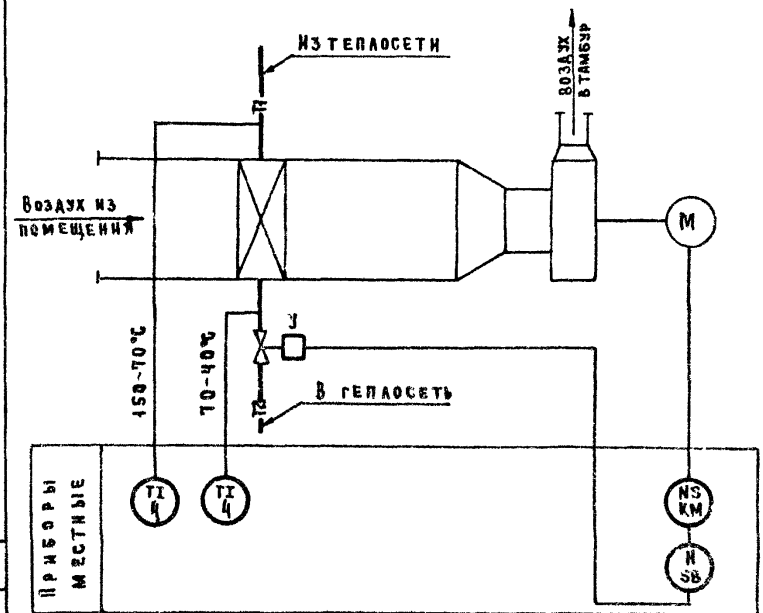 ИЗ ТЕПЛОСЕТИ
ВОЗДУХ
В ТАМБУР
Т1
ВОЗДУХ ИЗ
ПОМЕЩЕНИЯ
М
У
150-70°С
70-40°С
Т2
В ТЕПЛОСЕТЬ
ПРИБОРЫ
МЕСТНЫЕ
TI
4
TI
4
NS
KM
H
SB